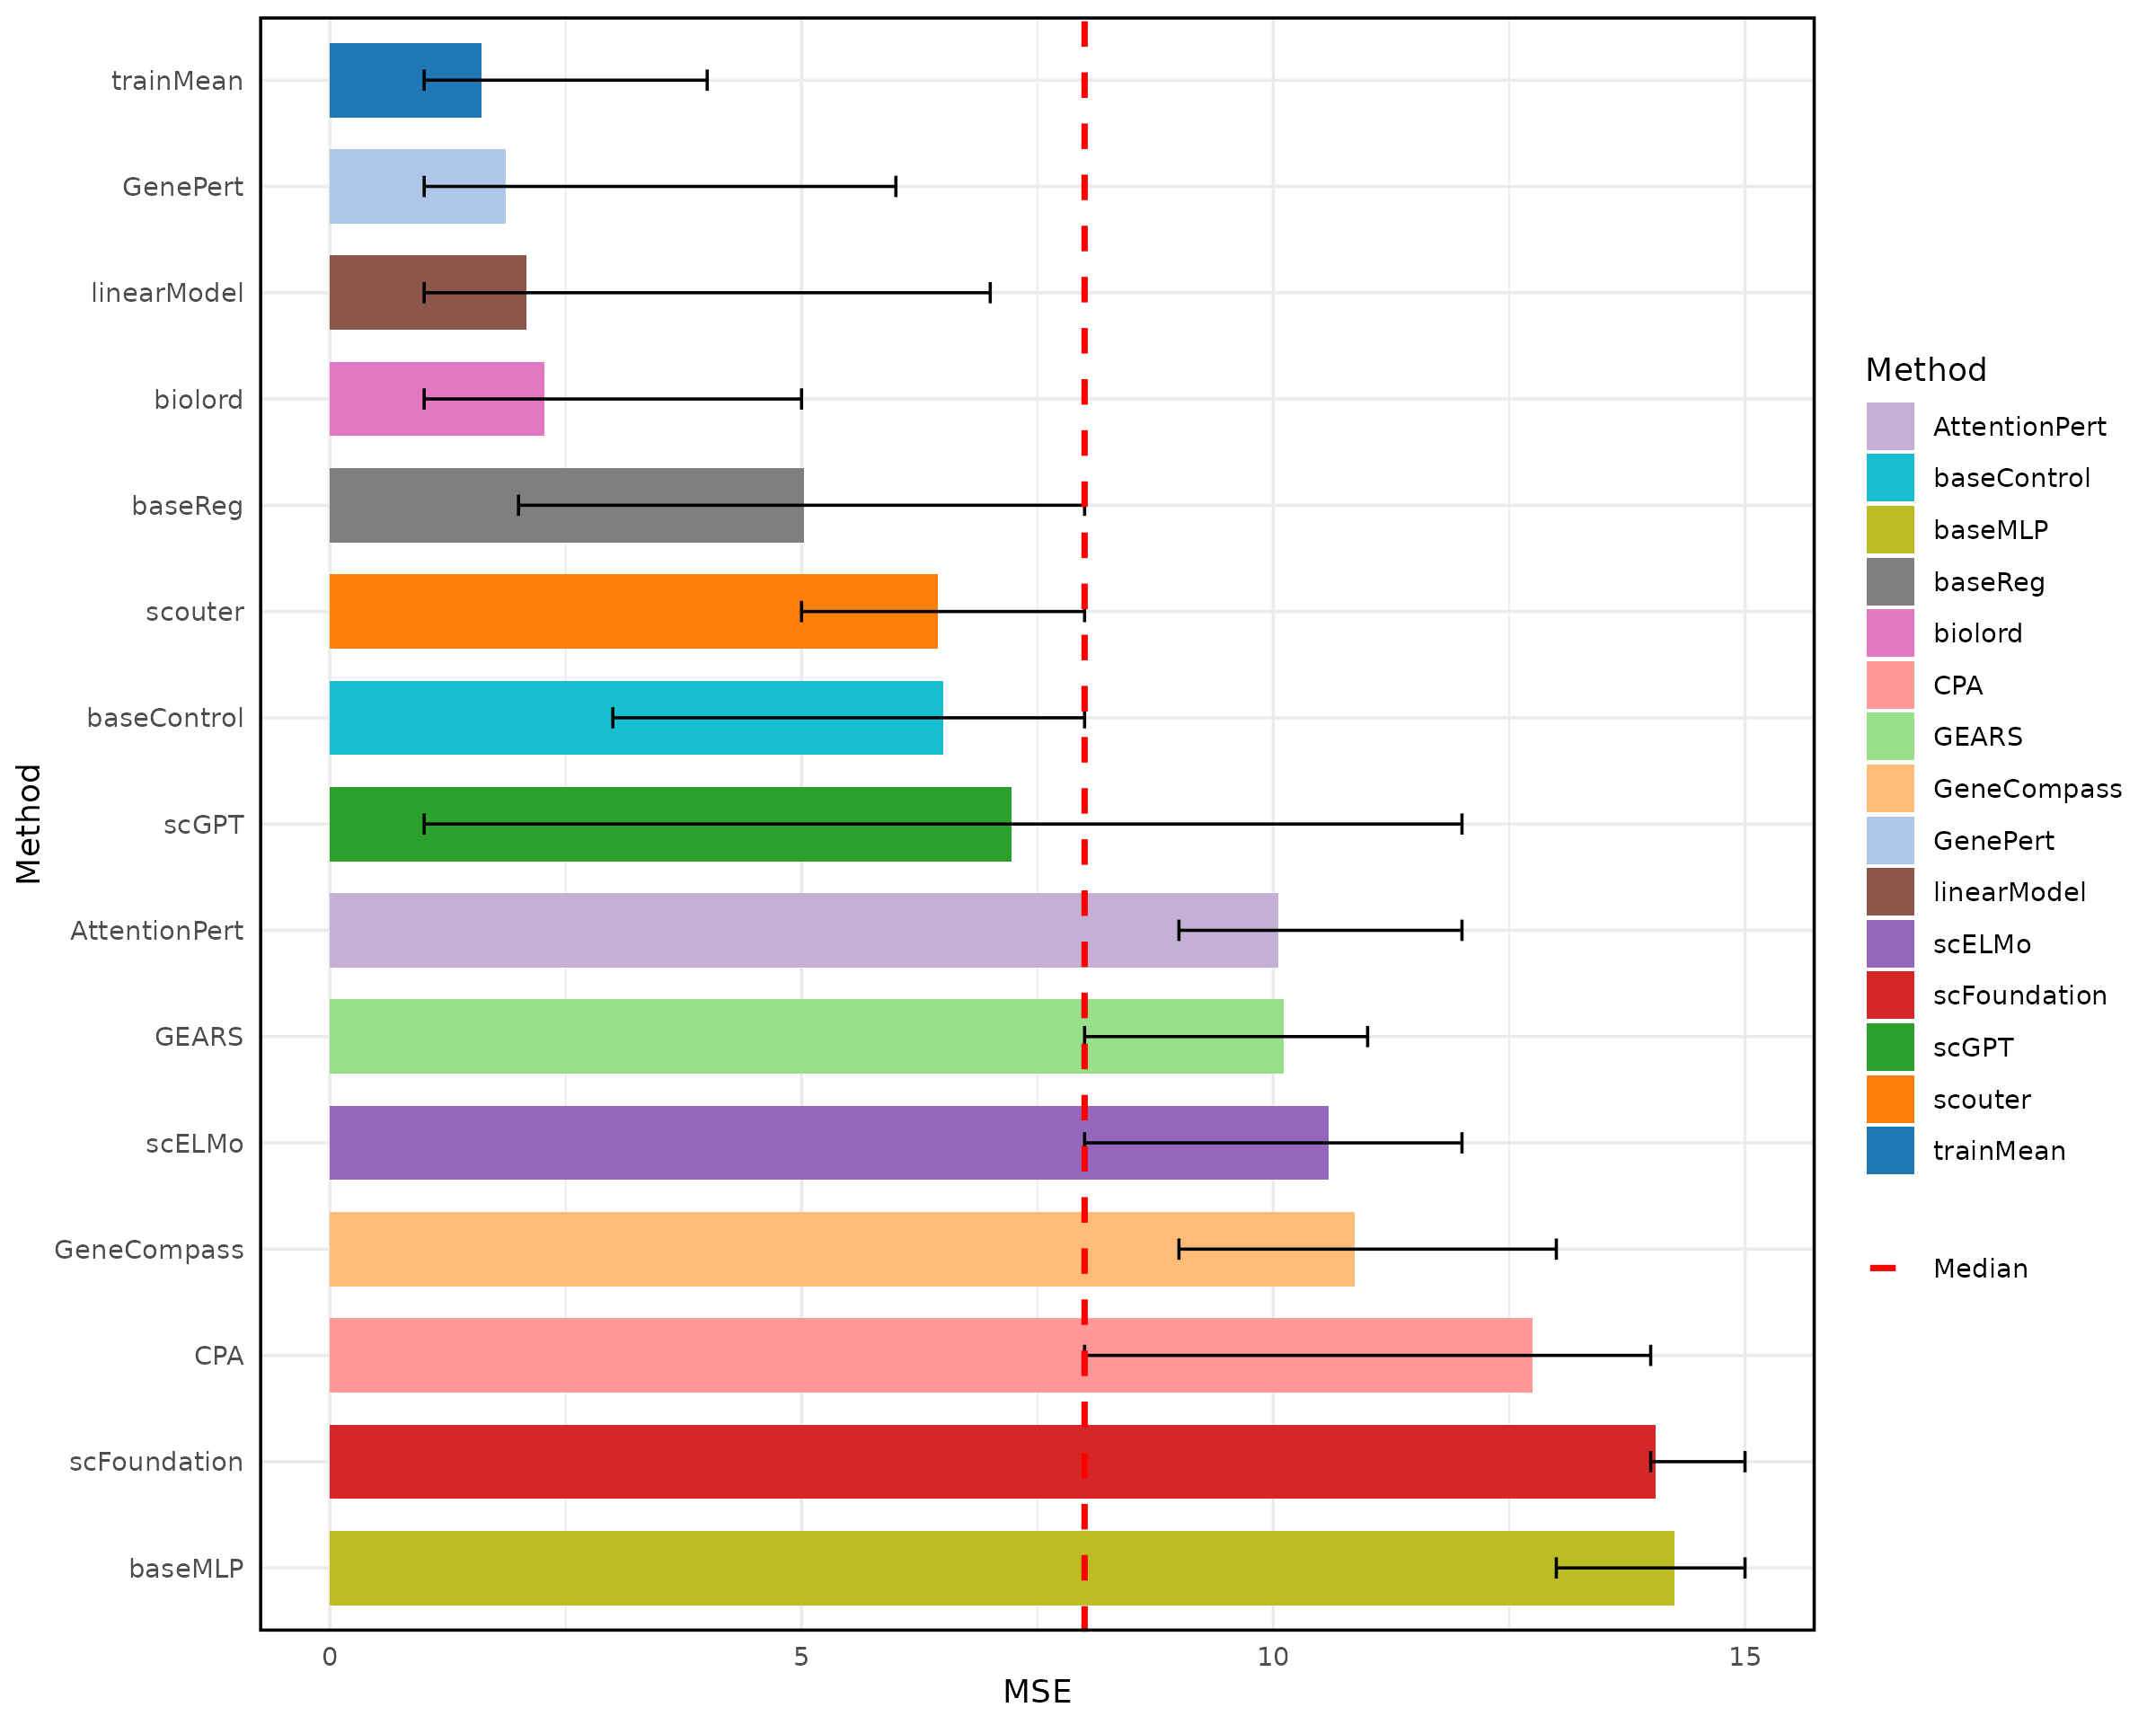 trainMean
GenePert
linearModel
biolord
baseReg
scouter
baseControl
scGPT
AttentionPert
GEARS
scELMo
GeneCompass
CPA
scFoundation
baseMLP
Method
0 5 10 15
MSE
Method
AttentionPert
baseControl
baseMLP
baseReg
biolord
CPA
GEARS
GeneCompass
GenePert
linearModel
scELMo
scFoundation
scGPT
scouter
trainMean
Median